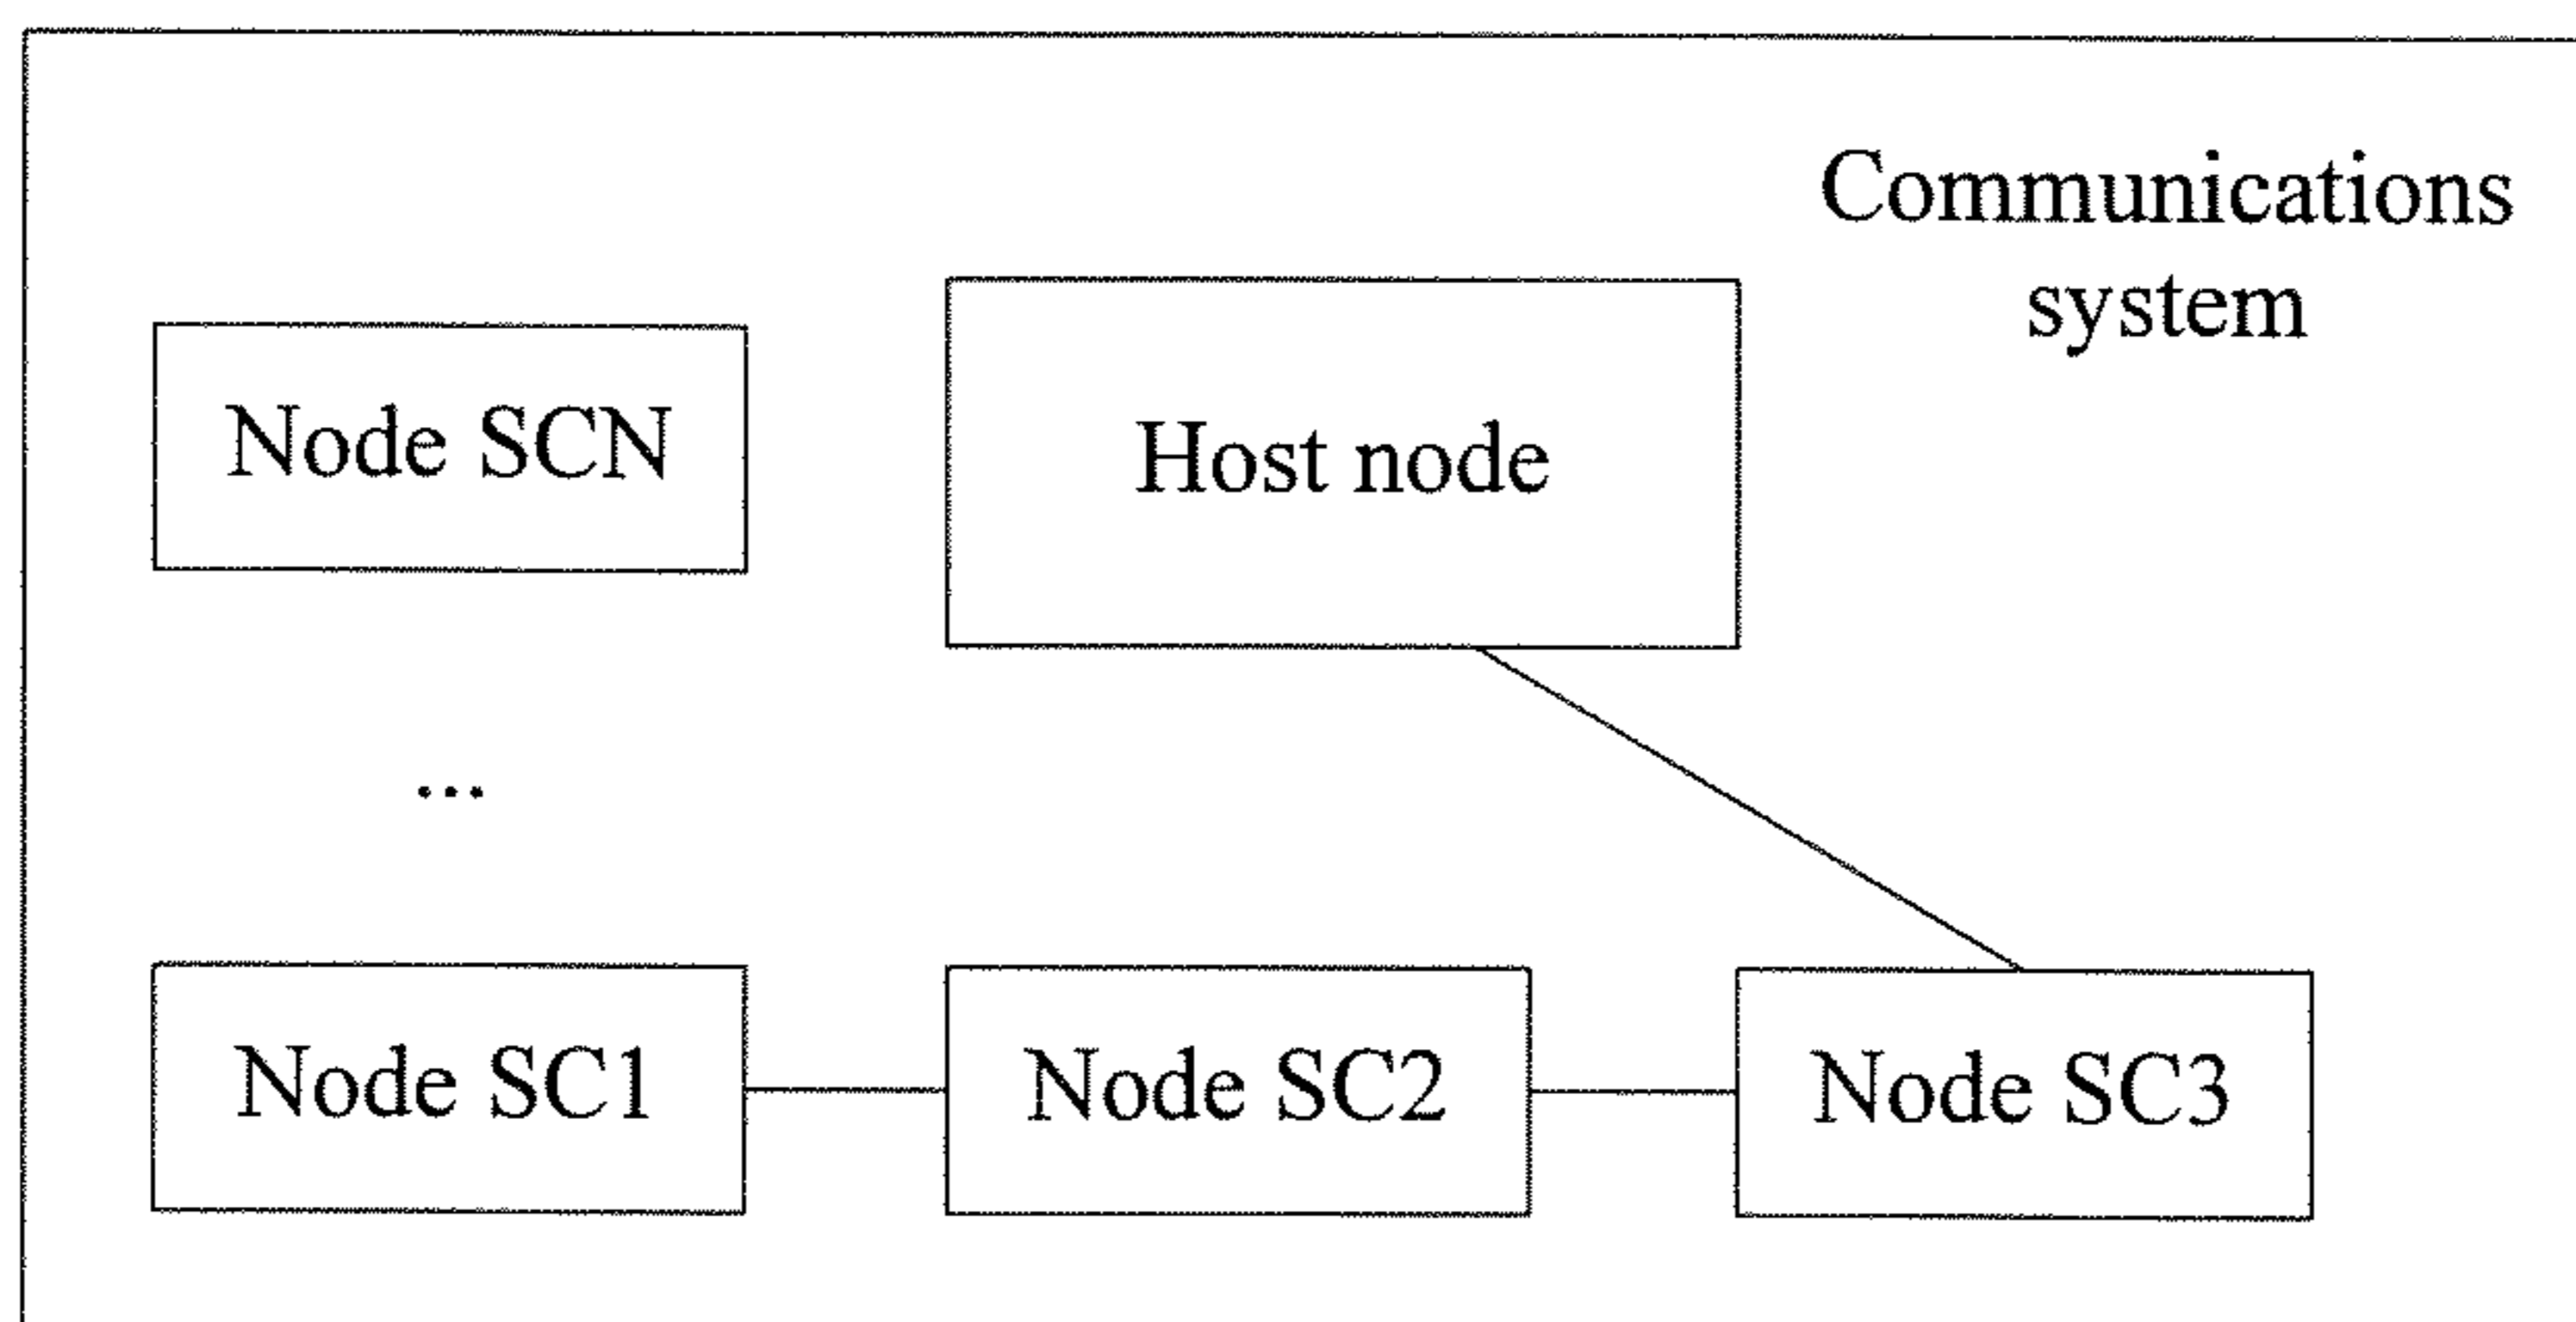 Communications
system
Node SCN
Host node
...
Node SC1
Node SC2
Node SC3